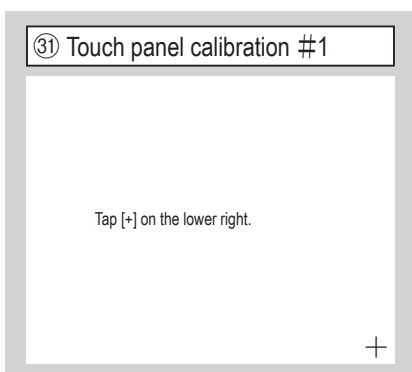 ㉛ Touch panel calibration #1
Tap [+] on the lower right.
+